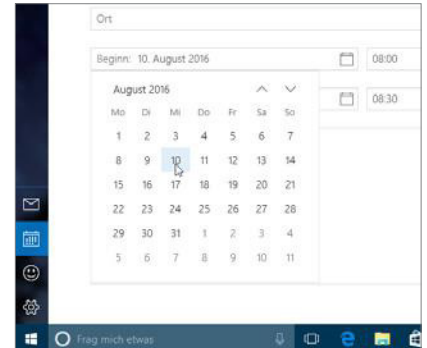 Ort
Beginn: 10. August 2016 08:00
August 2016
08:30
Mo Di Mi Do Fr Sa So
1 2 3 4 5 6 7
8 9 10 11 12 13 14
15 16 17 18 19 20 21
22 23 24 25 26 27 28
29 30 31 1 2 3 4
5 6 7 8 9 10 11
Frag mich etwas